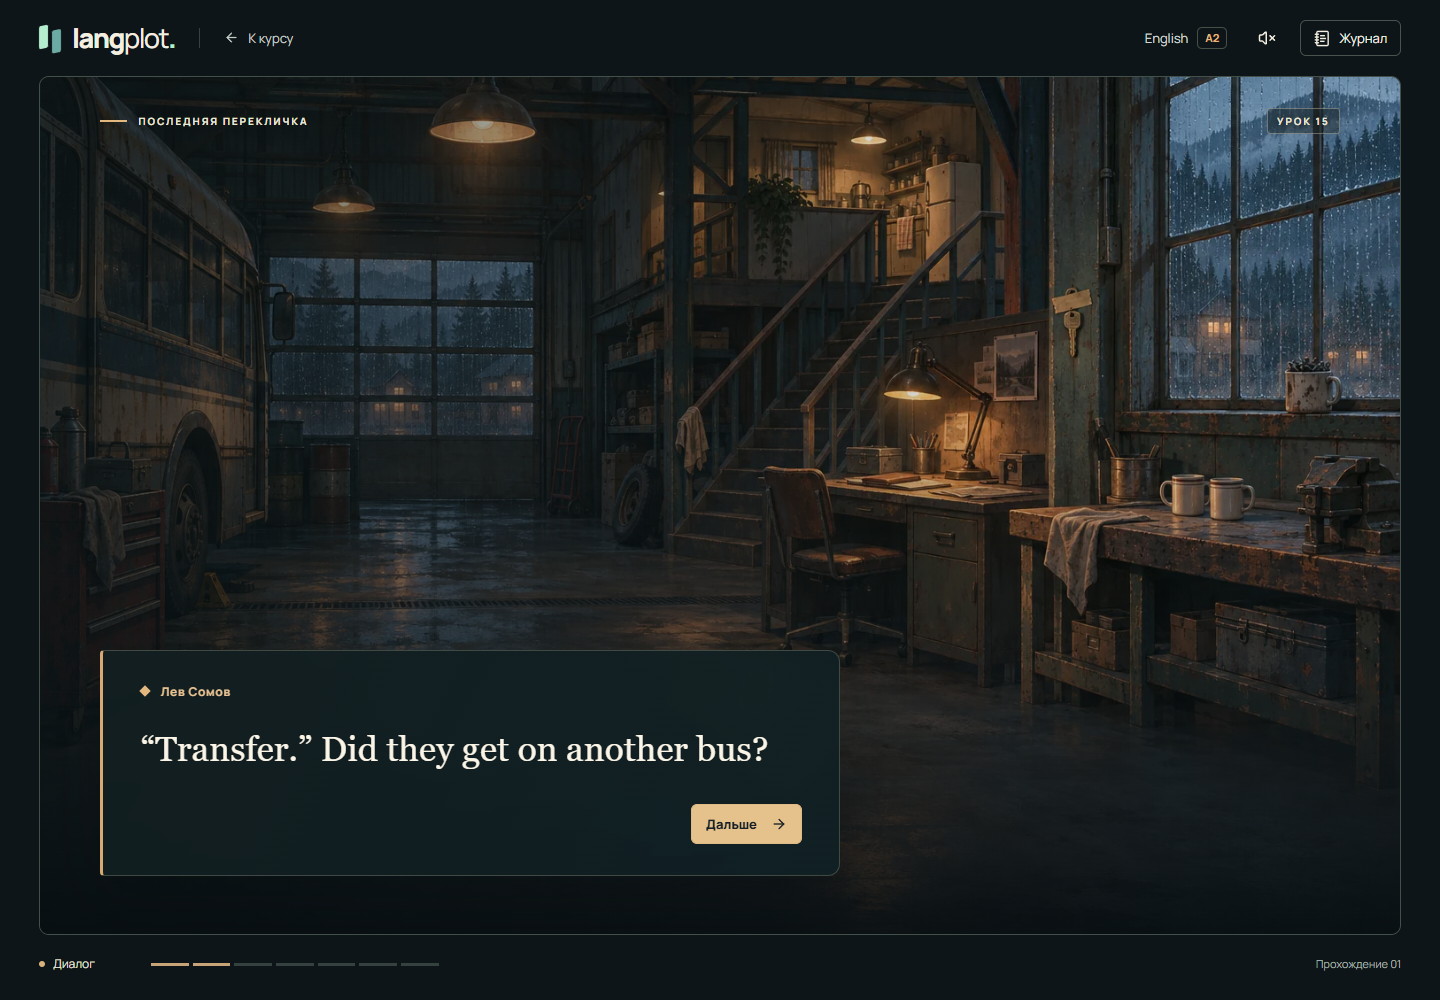 langplot.
К курсу
English A2
Журнал
ПОСЛЕДНЯЯ ПЕРЕКЛИЧКА
УРОК 15
Лев Сомов
“Transfer.” Did they get on another bus?
Дальше
Диалог
Прохождение 01